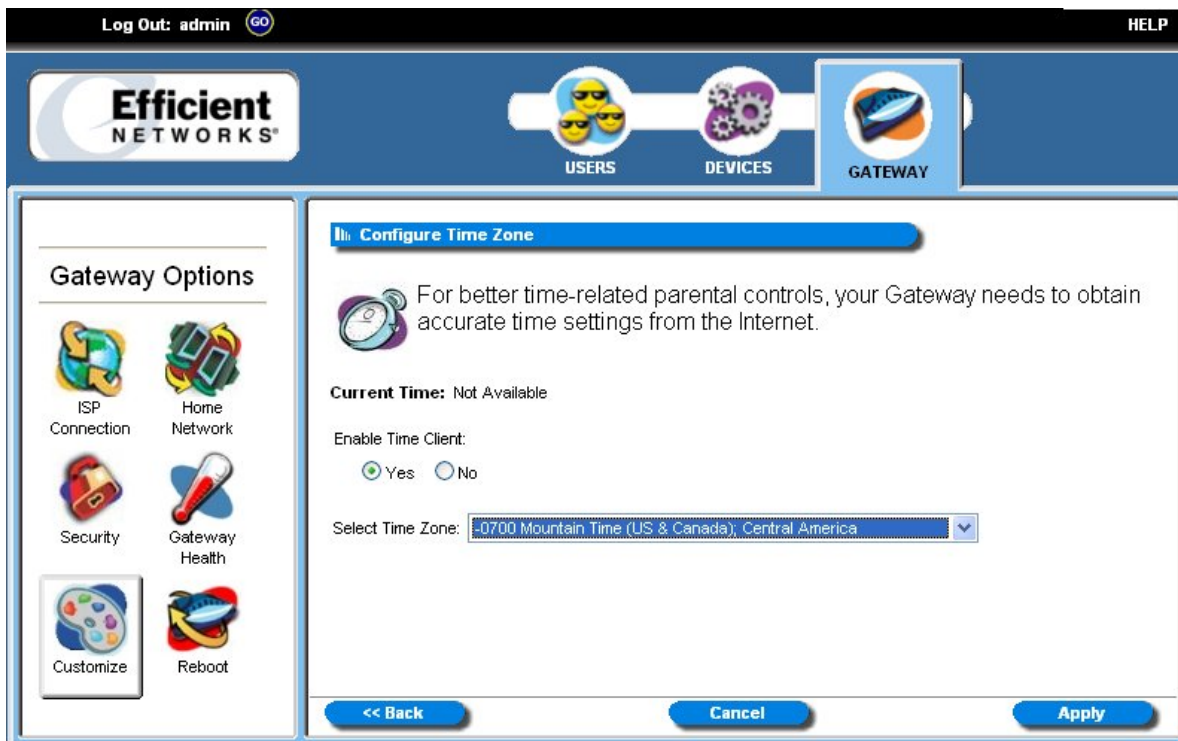 Log Out: admin GO
HELP
Efficient
NETWORKS®
USERS
DEVICES
GATEWAY
Gateway Options
ISP
Connection
Home
Network
Security
Gateway
Health
Customize
Reboot
Configure Time Zone
For better time-related parental controls, your Gateway needs to obtain
accurate time settings from the Internet.
Current Time: Not Available
Enable Time Client:
Yes No
Select Time Zone: -0700 Mountain Time (US & Canada); Central America
<< Back
Cancel
Apply